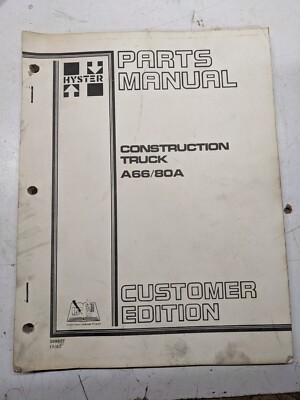 HYSTER
PARTS
MANUAL
CONSTRUCTION
TRUCK
A66/80A
CUSTOMER
EDITION